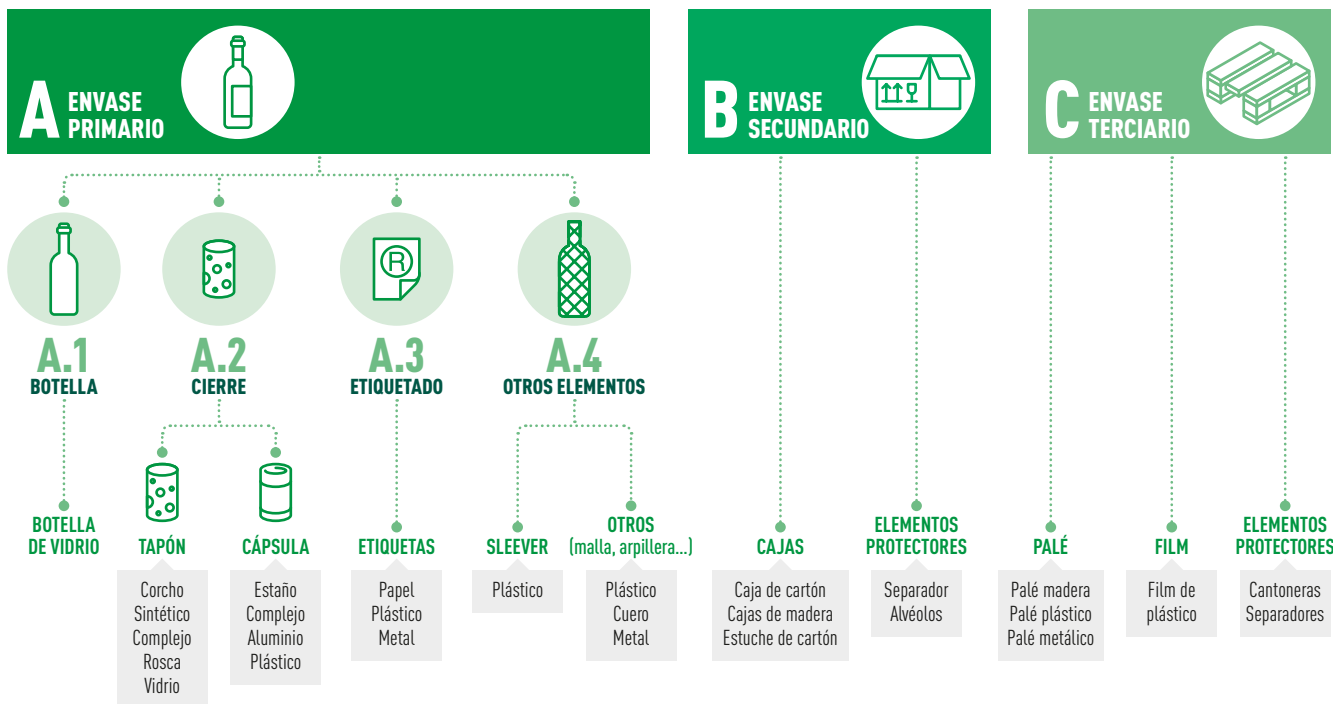 A ENVASE
PRIMARIO
B ENVASE
SECUNDARIO
C ENVASE
TERCIARIO
R
A.1
BOTELLA
A.2
CIERRE
A.3
ETIQUETADO
A.4
OTROS ELEMENTOS
BOTELLA
DE VIDRIO
TAPÓN
Corcho
Sintético
Complejo
Rosca
Vidrio
CÁPSULA
Estaño
Complejo
Aluminio
Plástico
ETIQUETAS
Papel
Plástico
Metal
SLEEVER
Plástico
OTROS
(malla, arpillera...)
Plástico
Cuero
Metal
CAJAS
Caja de cartón
Cajas de madera
Estuche de cartón
ELEMENTOS
PROTECTORES
Separador
Alvéolos
PALÉ
Palé madera
Palé plástico
Palé metálico
FILM
Film de
plástico
ELEMENTOS
PROTECTORES
Cantoneras
Separadores